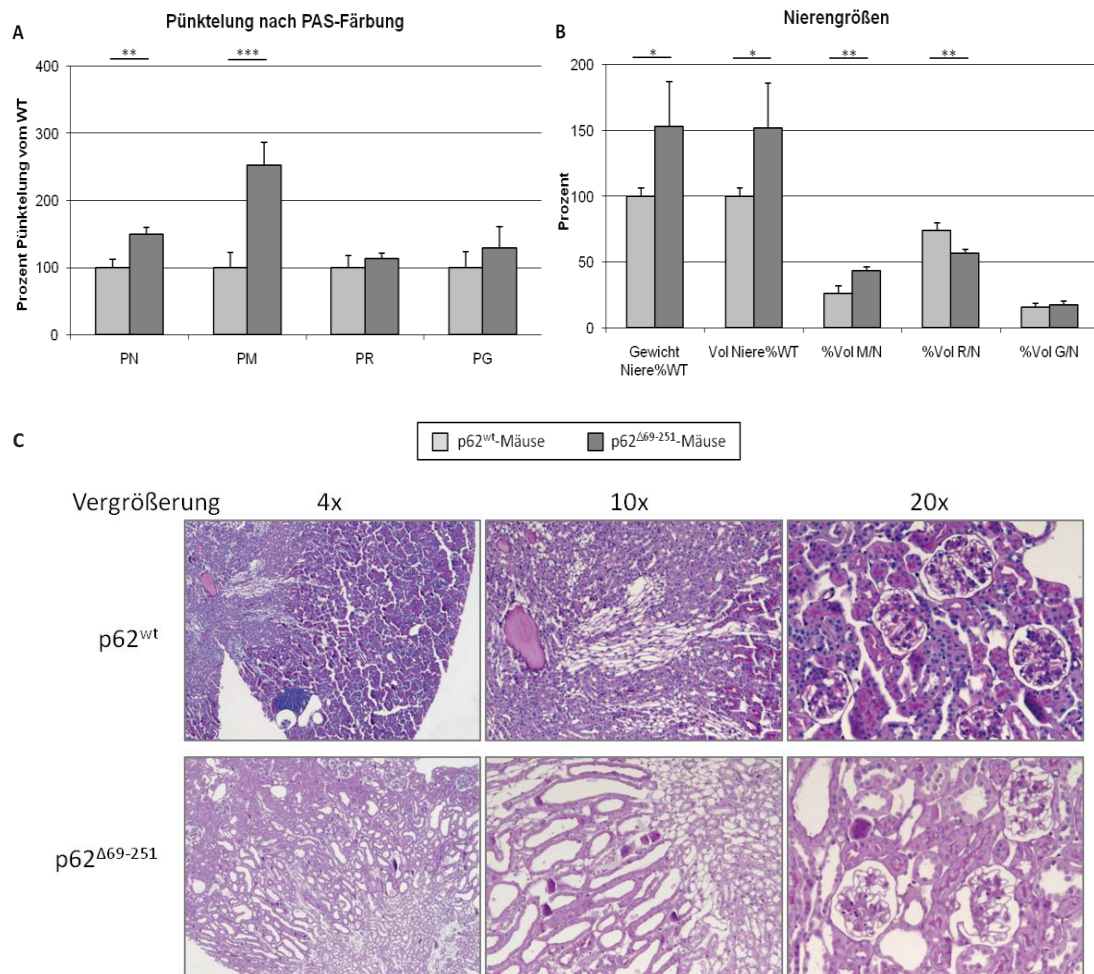 A
Pünktelung nach PAS-Färbung
** ***
Prozent Pünktelung vom WT
400
300
200
100
0
PN PM PR PG
B
Nierengrößen
* * ** **
Prozent
200
150
100
50
0
Gewicht Niere%WT Vol Niere%WT %Vol M/N %Vol R/N %Vol G/N
C
p62wt-Mäuse p62Δ69-251-Mäuse
Vergrößerung 4x 10x 20x
p62wt
p62Δ69-251